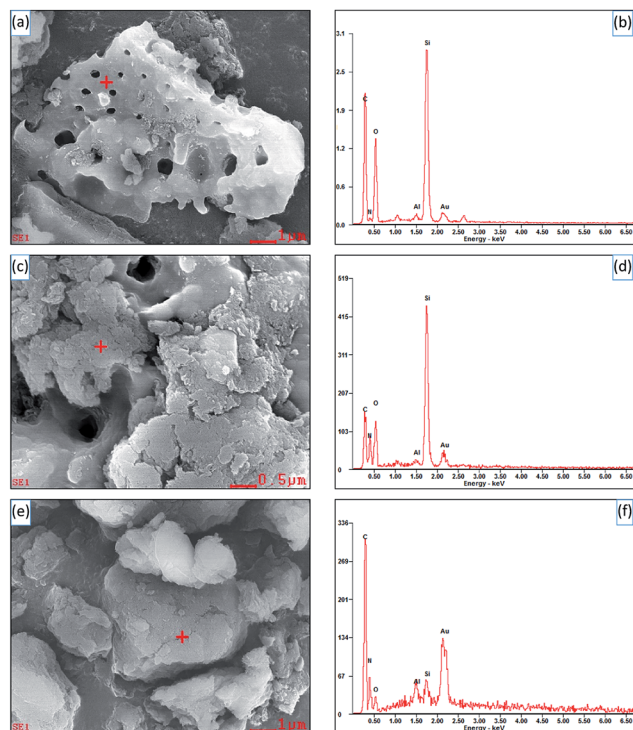 (a)
SE1
1µm
(b)
3.1
2.5
1.9
1.2
0.6
0.0
C
N
O
Al
Si
Au
0.50 1.00 1.50 2.00 2.50 3.00 3.50 4.00 4.50 5.00 5.50 6.00 6.5
Energy - keV
(c)
SE1
0.5µm
(d)
519
415
311
207
103
0
C
N
O
Al
Si
Au
0.50 1.00 1.50 2.00 2.50 3.00 3.50 4.00 4.50 5.00 5.50 6.00 6.5
Energy - keV
(e)
SE1
1µm
(f)
336
269
201
134
67
0
C
N
O
Al
Si
Au
0.50 1.00 1.50 2.00 2.50 3.00 3.50 4.00 4.50 5.00 5.50 6.00 6.5
Energy - keV